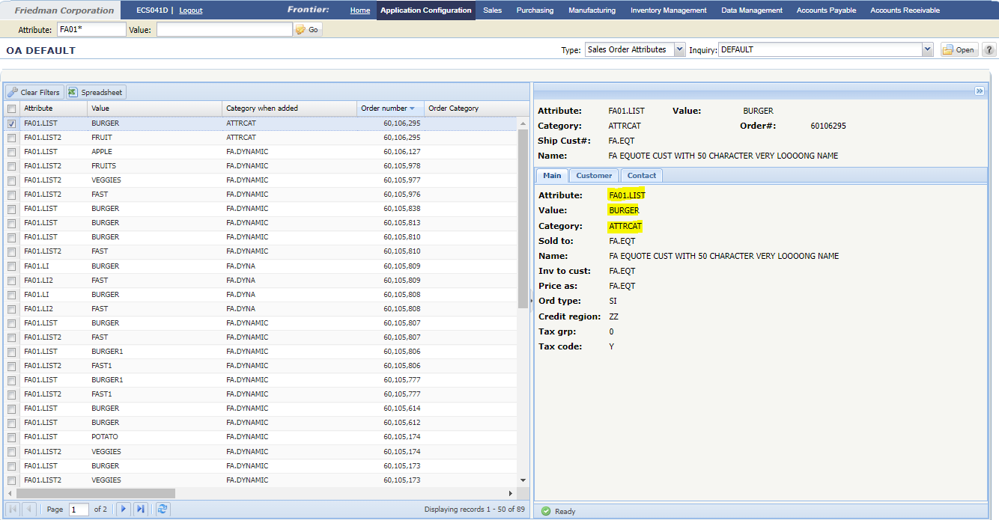 Friedman Corporation ECS041D | Logout Frontier: Home Application Configuration Sales Purchasing Manufacturing Inventory Management Data Management Accounts Payable Accounts Receivable
Attribute: FA01* Value: Go
OA DEFAULT Type: Sales Order Attributes Inquiry: DEFAULT Open ?
Clear Filters Spreadsheet
Attribute Value Category when added Order number Order Category
FA01.LIST BURGER ATTRCAT 60,106,295
FA01.LIST2 FRUIT ATTRCAT 60,106,295
FA01.LIST APPLE FA.DYNAMIC 60,106,127
FA01.LIST2 FRUITS FA.DYNAMIC 60,105,978
FA01.LIST2 VEGGIES FA.DYNAMIC 60,105,977
FA01.LIST2 FAST FA.DYNAMIC 60,105,976
FA01.LIST BURGER FA.DYNAMIC 60,105,838
FA01.LIST BURGER FA.DYNAMIC 60,105,813
FA01.LIST BURGER FA.DYNAMIC 60,105,810
FA01.LIST2 FAST FA.DYNAMIC 60,105,810
FA01.LI BURGER FA.DYNA 60,105,809
FA01.LI2 FAST FA.DYNA 60,105,809
FA01.LI BURGER FA.DYNA 60,105,808
FA01.LI2 FAST FA.DYNA 60,105,808
FA01.LIST BURGER FA.DYNAMIC 60,105,807
FA01.LIST2 FAST FA.DYNAMIC 60,105,807
FA01.LIST BURGER1 FA.DYNAMIC 60,105,806
FA01.LIST2 FAST1 FA.DYNAMIC 60,105,806
FA01.LIST BURGER1 FA.DYNAMIC 60,105,777
FA01.LIST2 FAST1 FA.DYNAMIC 60,105,777
FA01.LIST BURGER FA.DYNAMIC 60,105,614
FA01.LIST BURGER FA.DYNAMIC 60,105,612
FA01.LIST POTATO FA.DYNAMIC 60,105,174
FA01.LIST2 VEGGIES FA.DYNAMIC 60,105,174
FA01.LIST BURGER FA.DYNAMIC 60,105,173
FA01.LIST2 VEGGIES FA.DYNAMIC 60,105,173
Page 1 of 2 Displaying records 1 - 50 of 89
Attribute: FA01.LIST Value: BURGER
Category: ATTRCAT Order#: 60106295
Ship Cust#: FA.EQT
Name: FA EQUOTE CUST WITH 50 CHARACTER VERY LOOOONG NAME
Main Customer Contact
Attribute: FA01.LIST
Value: BURGER
Category: ATTRCAT
Sold to: FA.EQT
Name: FA EQUOTE CUST WITH 50 CHARACTER VERY LOOOONG NAME
Inv to cust: FA.EQT
Price as: FA.EQT
Ord type: SI
Credit region: ZZ
Tax grp: 0
Tax code: Y
Ready